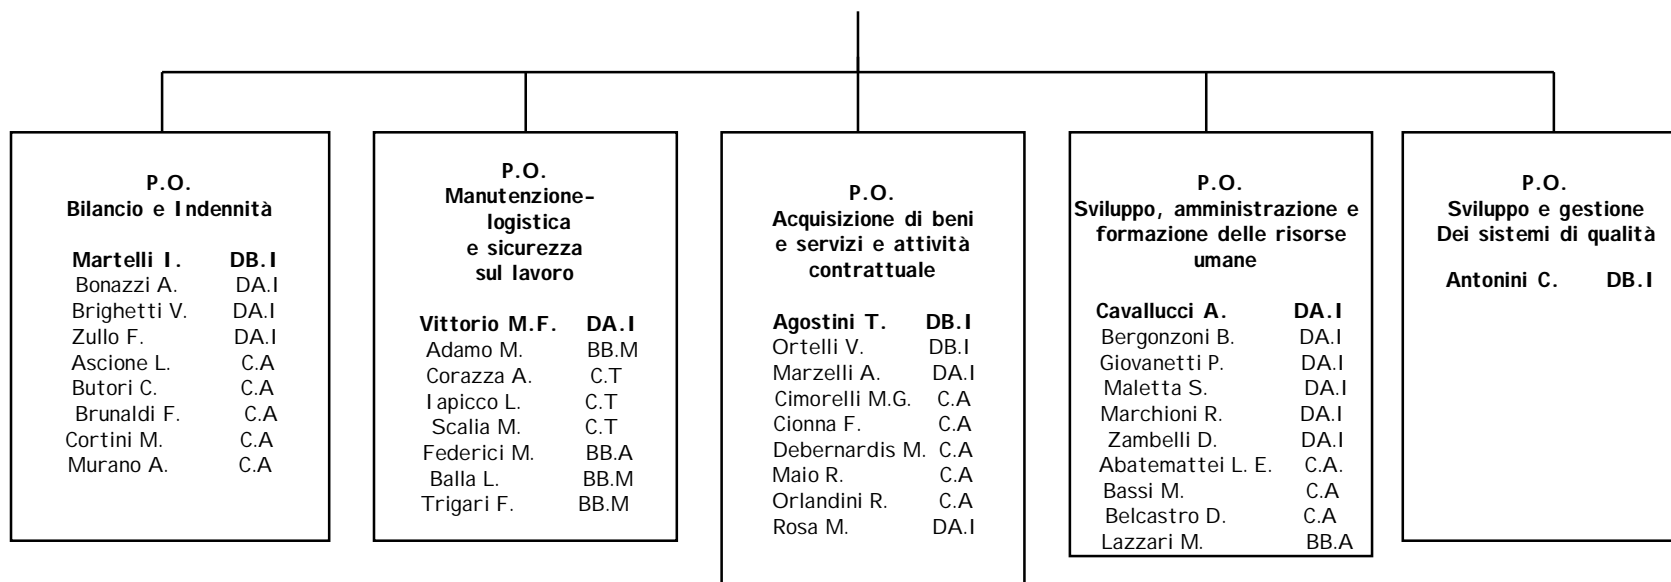 P.O.
Bilancio e Indennità
Martelli I. DB.I
Bonazzi A. DA.I
Brighetti V. DA.I
Zullo F. DA.I
Ascione L. C.A
Butori C. C.A
Brunaldi F. C.A
Cortini M. C.A
Murano A. C.A
P.O.
Manutenzione-
logistica
e sicurezza
sul lavoro
Vittorio M.F. DA.I
Adamo M. BB.M
Corazza A. C.T
Iapicco L. C.T
Scalia M. C.T
Federici M. BB.A
Balla L. BB.M
Trigari F. BB.M
P.O.
Acquisizione di beni
e servizi e attività
contrattuale
Agostini T. DB.I
Ortelli V. DB.I
Marzelli A. DA.I
Cimorelli M.G. C.A
Cionna F. C.A
Debernardis M. C.A
Maio R. C.A
Orlandini R. C.A
Rosa M. DA.I
P.O.
Sviluppo, amministrazione e
formazione delle risorse
umane
Cavallucci A. DA.I
Bergonzoni B. DA.I
Giovanetti P. DA.I
Maletta S. DA.I
Marchioni R. DA.I
Zambelli D. DA.I
Abatemattei L. E. C.A.
Bassi M. C.A
Belcastro D. C.A
Lazzari M. BB.A
P.O.
Sviluppo e gestione
Dei sistemi di qualità
Antonini C. DB.I